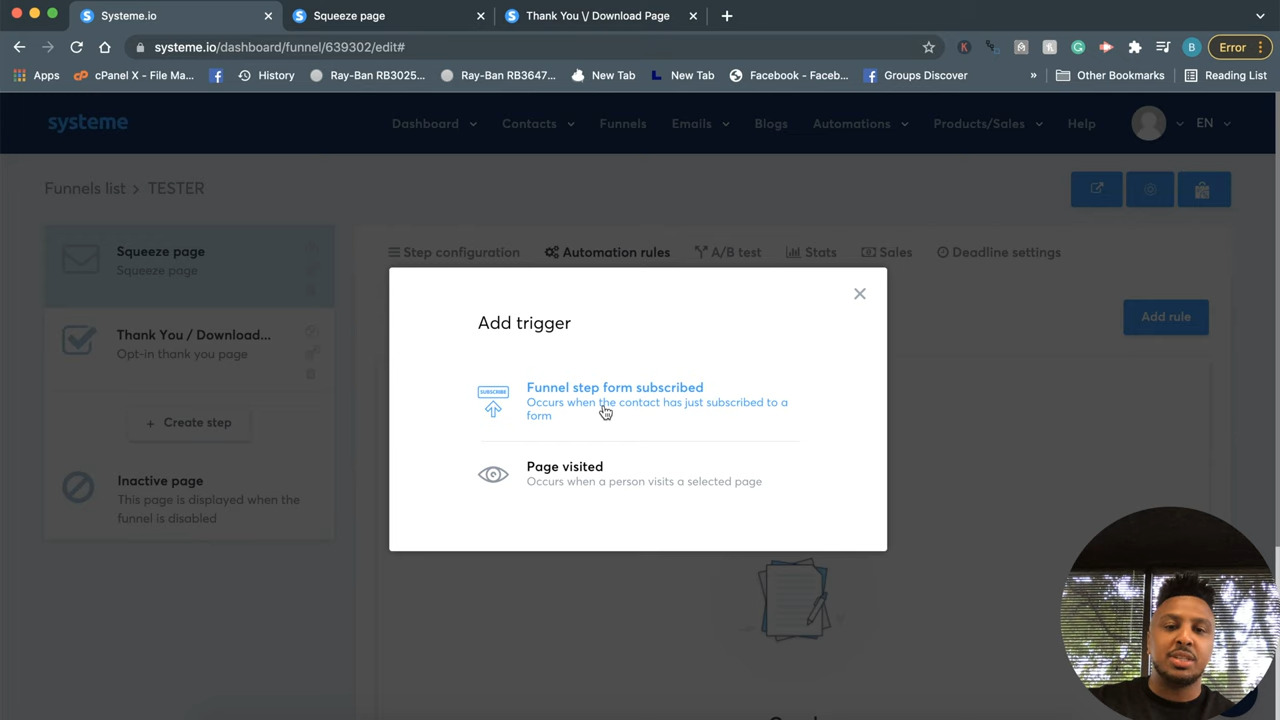 Systeme.io
Squeeze page
Thank You \/ Download Page
systeme.io/dashboard/funnel/639302/edit#
B
Error
Apps
cPanel X - File Ma...
History
Ray-Ban RB3025...
Ray-Ban RB3647...
New Tab
New Tab
Facebook - Faceb...
Groups Discover
»
Other Bookmarks
Reading List
systeme
Dashboard
Contacts
Funnels
Emails
Blogs
Automations
Products/Sales
Help
EN
Funnels list > TESTER
Squeeze page
Squeeze page
Thank You / Download...
Opt-in thank you page
+ Create step
Inactive page
This page is displayed when the
funnel is disabled
Step configuration
Automation rules
A/B test
Stats
Sales
Deadline settings
Add rule
Add trigger
SUBSCRIBE
Funnel step form subscribed
Occurs when the contact has just subscribed to a
form
Page visited
Occurs when a person visits a selected page